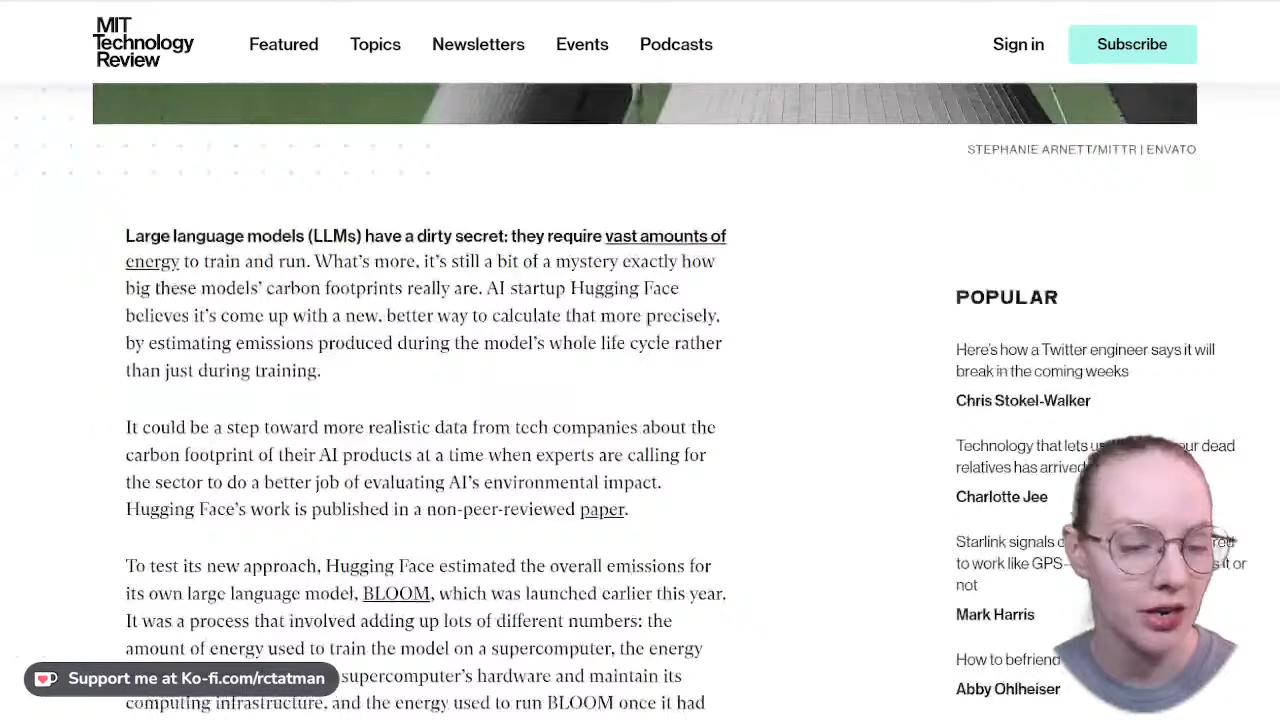 MIT
Technology
Review
Featured
Topics
Newsletters
Events
Podcasts
Sign in
Subscribe
STEPHANIE ARNETT/MITTR | ENVATO
Large language models (LLMs) have a dirty secret: they require vast amounts of
energy to train and run. What's more, it's still a bit of a mystery exactly how
big these models' carbon footprints really are. AI startup Hugging Face
believes it's come up with a new, better way to calculate that more precisely,
by estimating emissions produced during the model's whole life cycle rather
than just during training.
It could be a step toward more realistic data from tech companies about the
carbon footprint of their AI products at a time when experts are calling for
the sector to do a better job of evaluating AI's environmental impact.
Hugging Face's work is published in a non-peer-reviewed paper.
To test its new approach, Hugging Face estimated the overall emissions for
its own large language model, BLOOM, which was launched earlier this year.
It was a process that involved adding up lots of different numbers: the
amount of energy used to train the model on a supercomputer, the energy
supercomputer's hardware and maintain its
computing infrastructure, and the energy used to run BLOOM once it had
Support me at Ko-fi.com/rctatman
POPULAR
Here's how a Twitter engineer says it will
break in the coming weeks
Chris Stokel-Walker
Technology that lets your dead
relatives has arrived
Charlotte Jee
Starlink signals
to work like GPS— it or
not
Mark Harris
How to befriend
Abby Ohlheiser